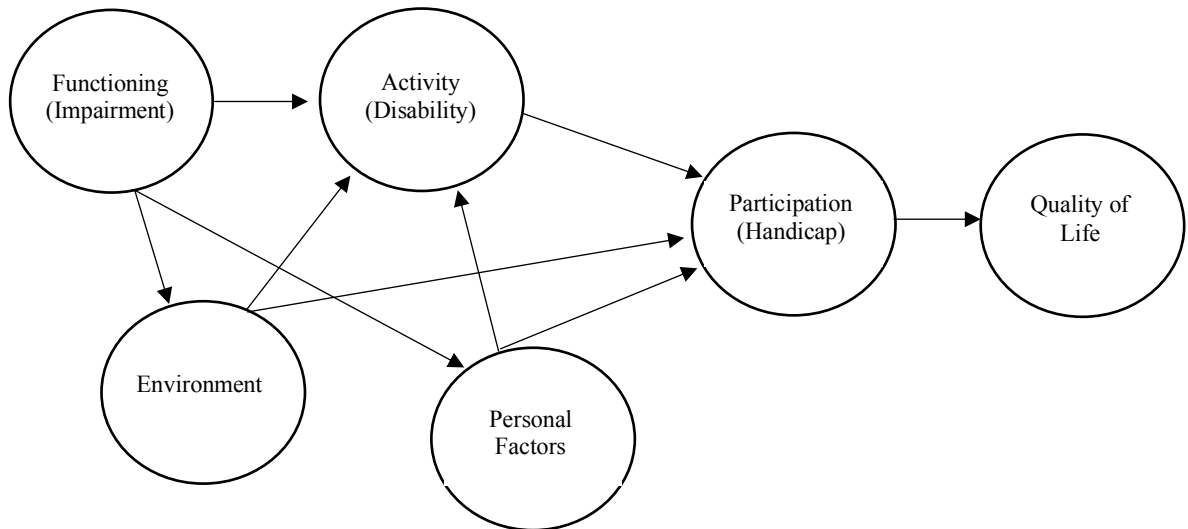 Functioning
(Impairment)
Activity
(Disability)
Participation
(Handicap)
Quality of
Life
Environment
Personal
Factors